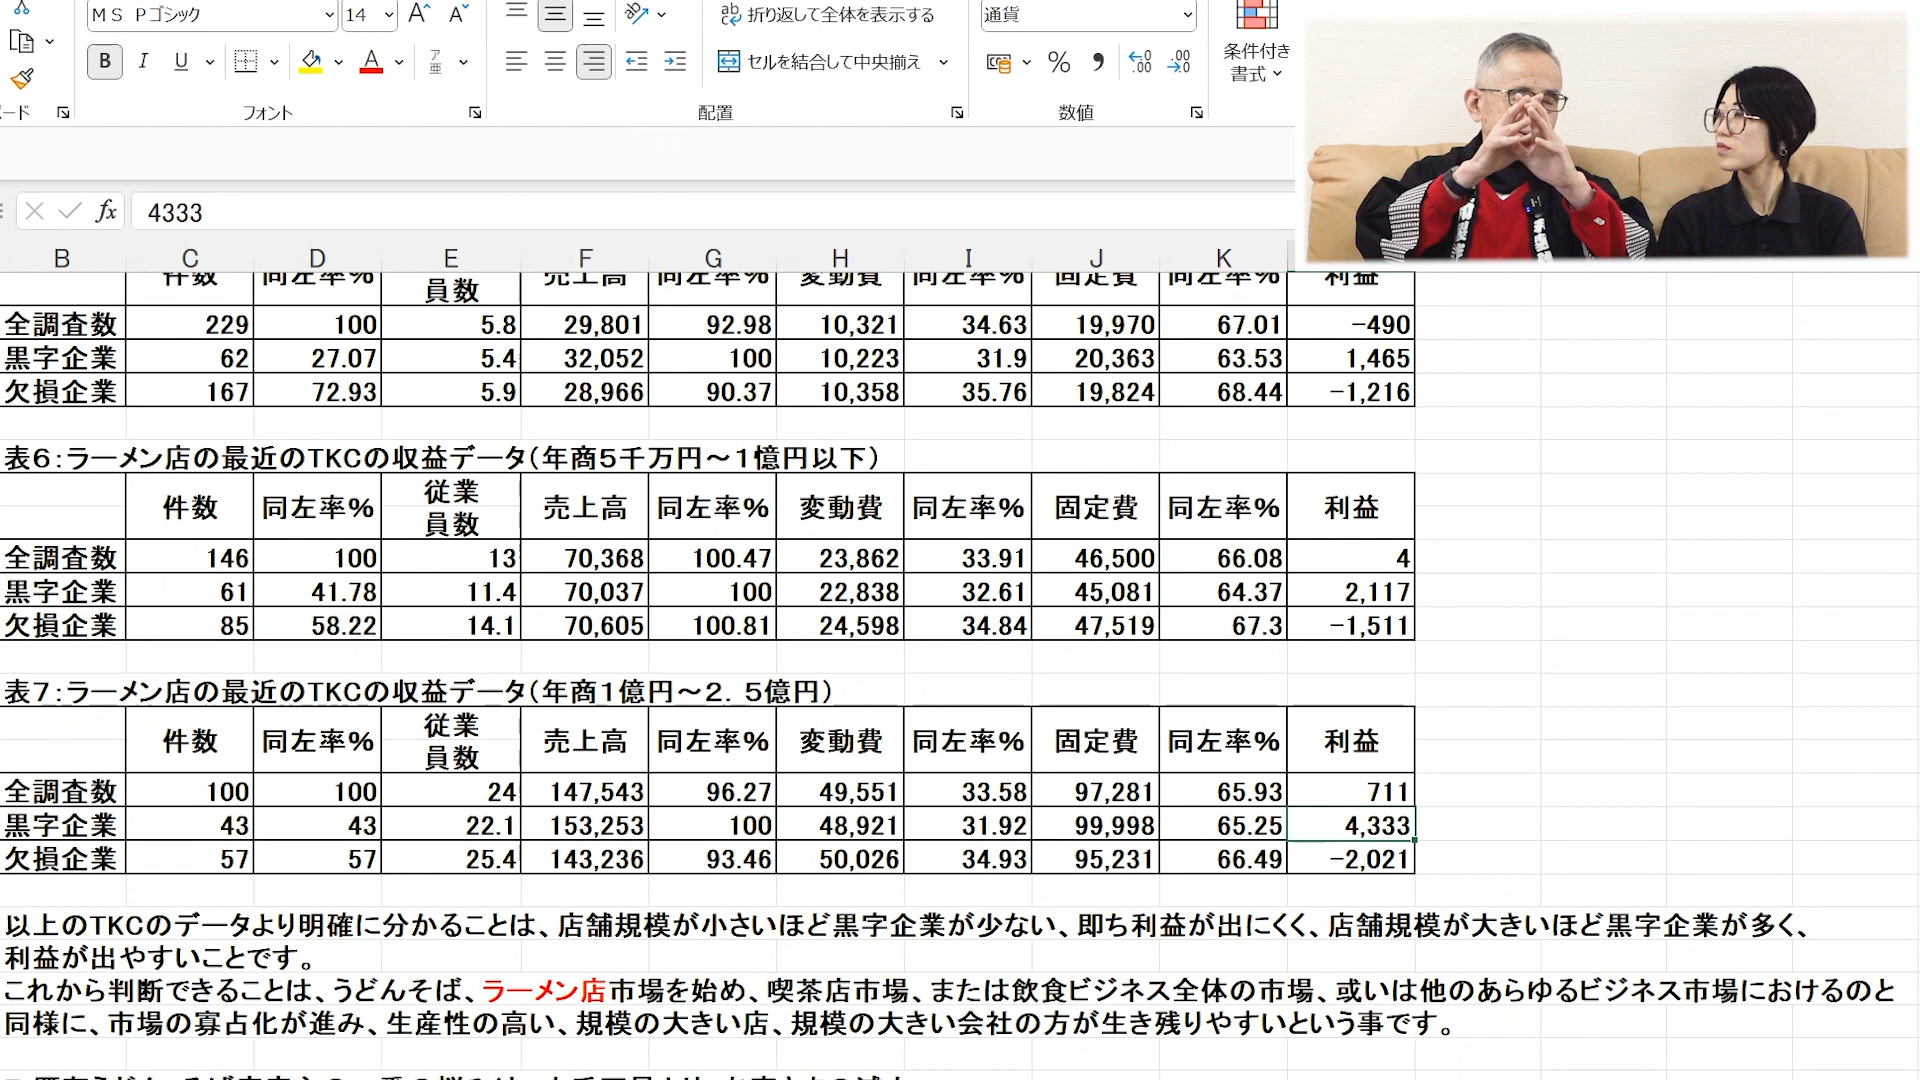 ＭＳ Ｐゴシック 14 折り返して全体を表示する 通貨
B I U A ア亜 セルを結合して中央揃え % 条件付き書式
フォント 配置 数値
fx 4333
B C D E F G H I J K
件数 同左率% 員数 売上高 同左率% 変動費 同左率% 固定費 同左率% 利益
全調査数 229 100 5.8 29,801 92.98 10,321 34.63 19,970 67.01 -490
黒字企業 62 27.07 5.4 32,052 100 10,223 31.9 20,363 63.53 1,465
欠損企業 167 72.93 5.9 28,966 90.37 10,358 35.76 19,824 68.44 -1,216
表６：ラーメン店の最近のTKCの収益データ（年商５千万円～１憶円以下）
件数 同左率% 従業員数 売上高 同左率% 変動費 同左率% 固定費 同左率% 利益
全調査数 146 100 13 70,368 100.47 23,862 33.91 46,500 66.08 4
黒字企業 61 41.78 11.4 70,037 100 22,838 32.61 45,081 64.37 2,117
欠損企業 85 58.22 14.1 70,605 100.81 24,598 34.84 47,519 67.3 -1,511
表７：ラーメン店の最近のTKCの収益データ（年商１億円～２．５億円）
件数 同左率% 従業員数 売上高 同左率% 変動費 同左率% 固定費 同左率% 利益
全調査数 100 100 24 147,543 96.27 49,551 33.58 97,281 65.93 711
黒字企業 43 43 22.1 153,253 100 48,921 31.92 99,998 65.25 4,333
欠損企業 57 57 25.4 143,236 93.46 50,026 34.93 95,231 66.49 -2,021
以上のTKCのデータより明確に分かることは、店舗規模が小さいほど黒字企業が少ない、即ち利益が出にくく、店舗規模が大きいほど黒字企業が多く、
利益が出やすいことです。
これから判断できることは、うどんそば、ラーメン店市場を始め、喫茶店市場、または飲食ビジネス全体の市場、或いは他のあらゆるビジネス市場におけるのと
同様に、市場の寡占化が進み、生産性の高い、規模の大きい店、規模の大きい会社の方が生き残りやすいという事です。